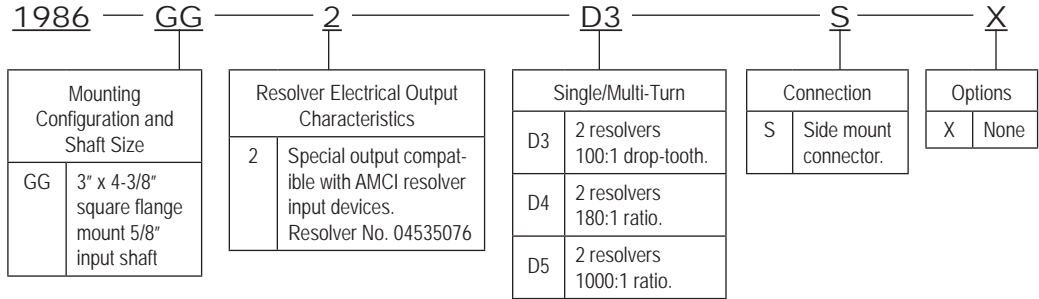 1986 GG 2 D3 S X
Mounting
Configuration and
Shaft Size
GG 3" x 4-3/8"
square flange
mount 5/8"
input shaft
Resolver Electrical Output
Characteristics
2 Special output compat-
ible with AMCI resolver
input devices.
Resolver No. 04535076
Single/Multi-Turn
D3 2 resolvers
100:1 drop-tooth.
D4 2 resolvers
180:1 ratio.
D5 2 resolvers
1000:1 ratio.
Connection
S Side mount
connector.
Options
X None